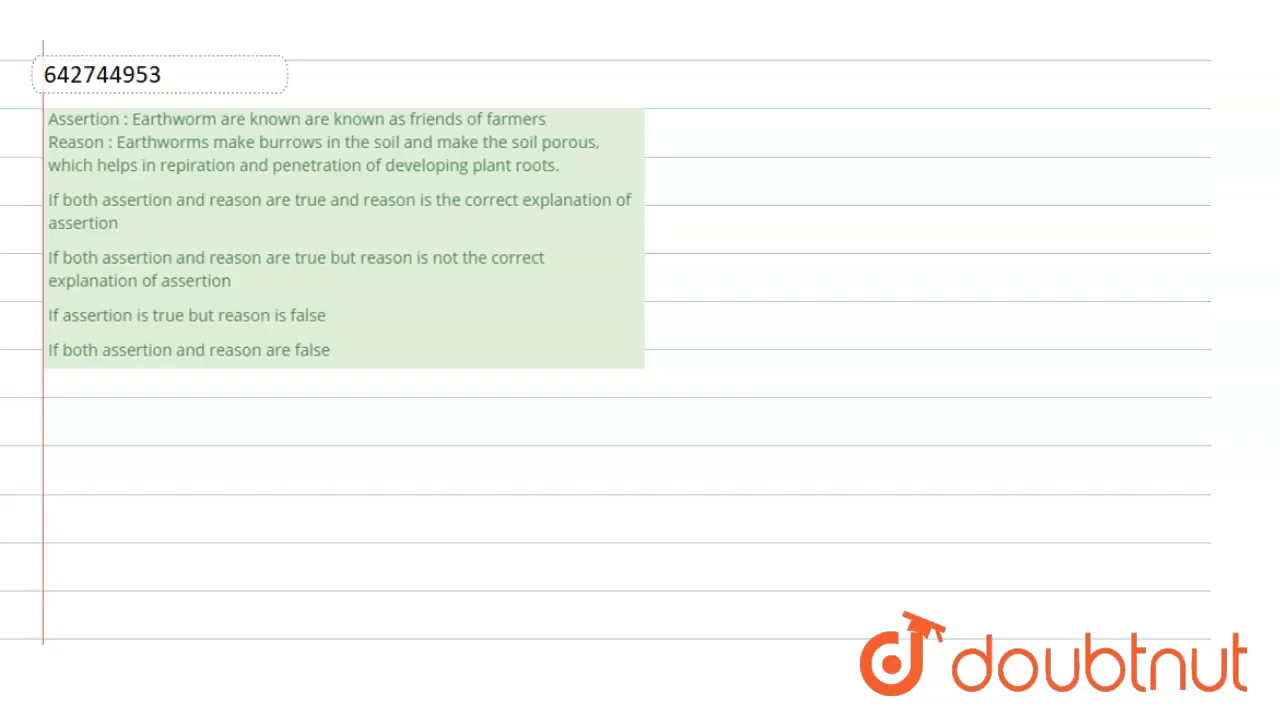 642744953
Assertion : Earthworm are known are known as friends of farmers
Reason : Earthworms make burrows in the soil and make the soil porous,
which helps in repiration and penetration of developing plant roots.
If both assertion and reason are true and reason is the correct explanation of
assertion
If both assertion and reason are true but reason is not the correct
explanation of assertion
If assertion is true but reason is false
If both assertion and reason are false
doubtnut